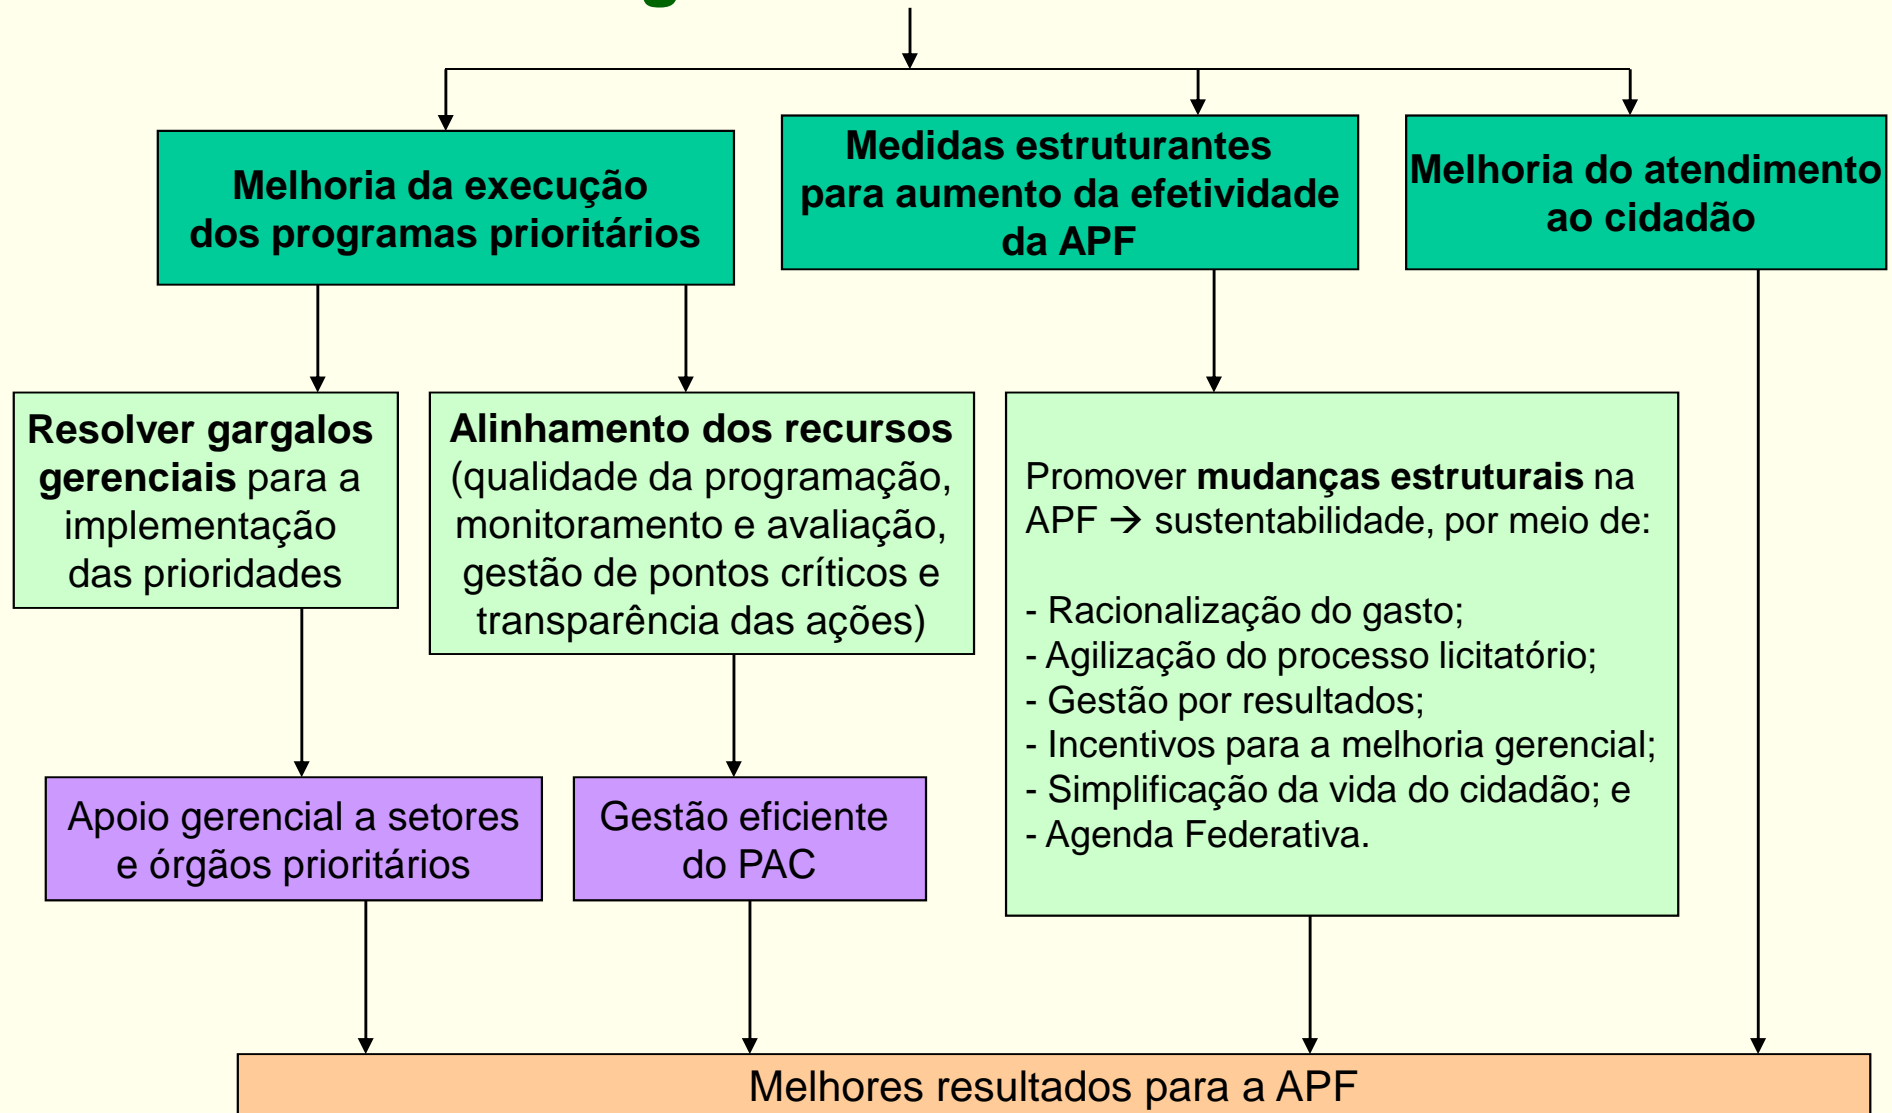 Melhoria da execução
dos programas prioritários
Medidas estruturantes
para aumento da efetividade
da APF
Melhoria do atendimento
ao cidadão
Resolver gargalos
gerenciais para a
implementação
das prioridades
Alinhamento dos recursos
(qualidade da programação,
monitoramento e avaliação,
gestão de pontos críticos e
transparência das ações)
Promover mudanças estruturais na
APF → sustentabilidade, por meio de:
- Racionalização do gasto;
- Agilização do processo licitatório;
- Gestão por resultados;
- Incentivos para a melhoria gerencial;
- Simplificação da vida do cidadão; e
- Agenda Federativa.
Apoio gerencial a setores
e órgãos prioritários
Gestão eficiente
do PAC
Melhores resultados para a APF